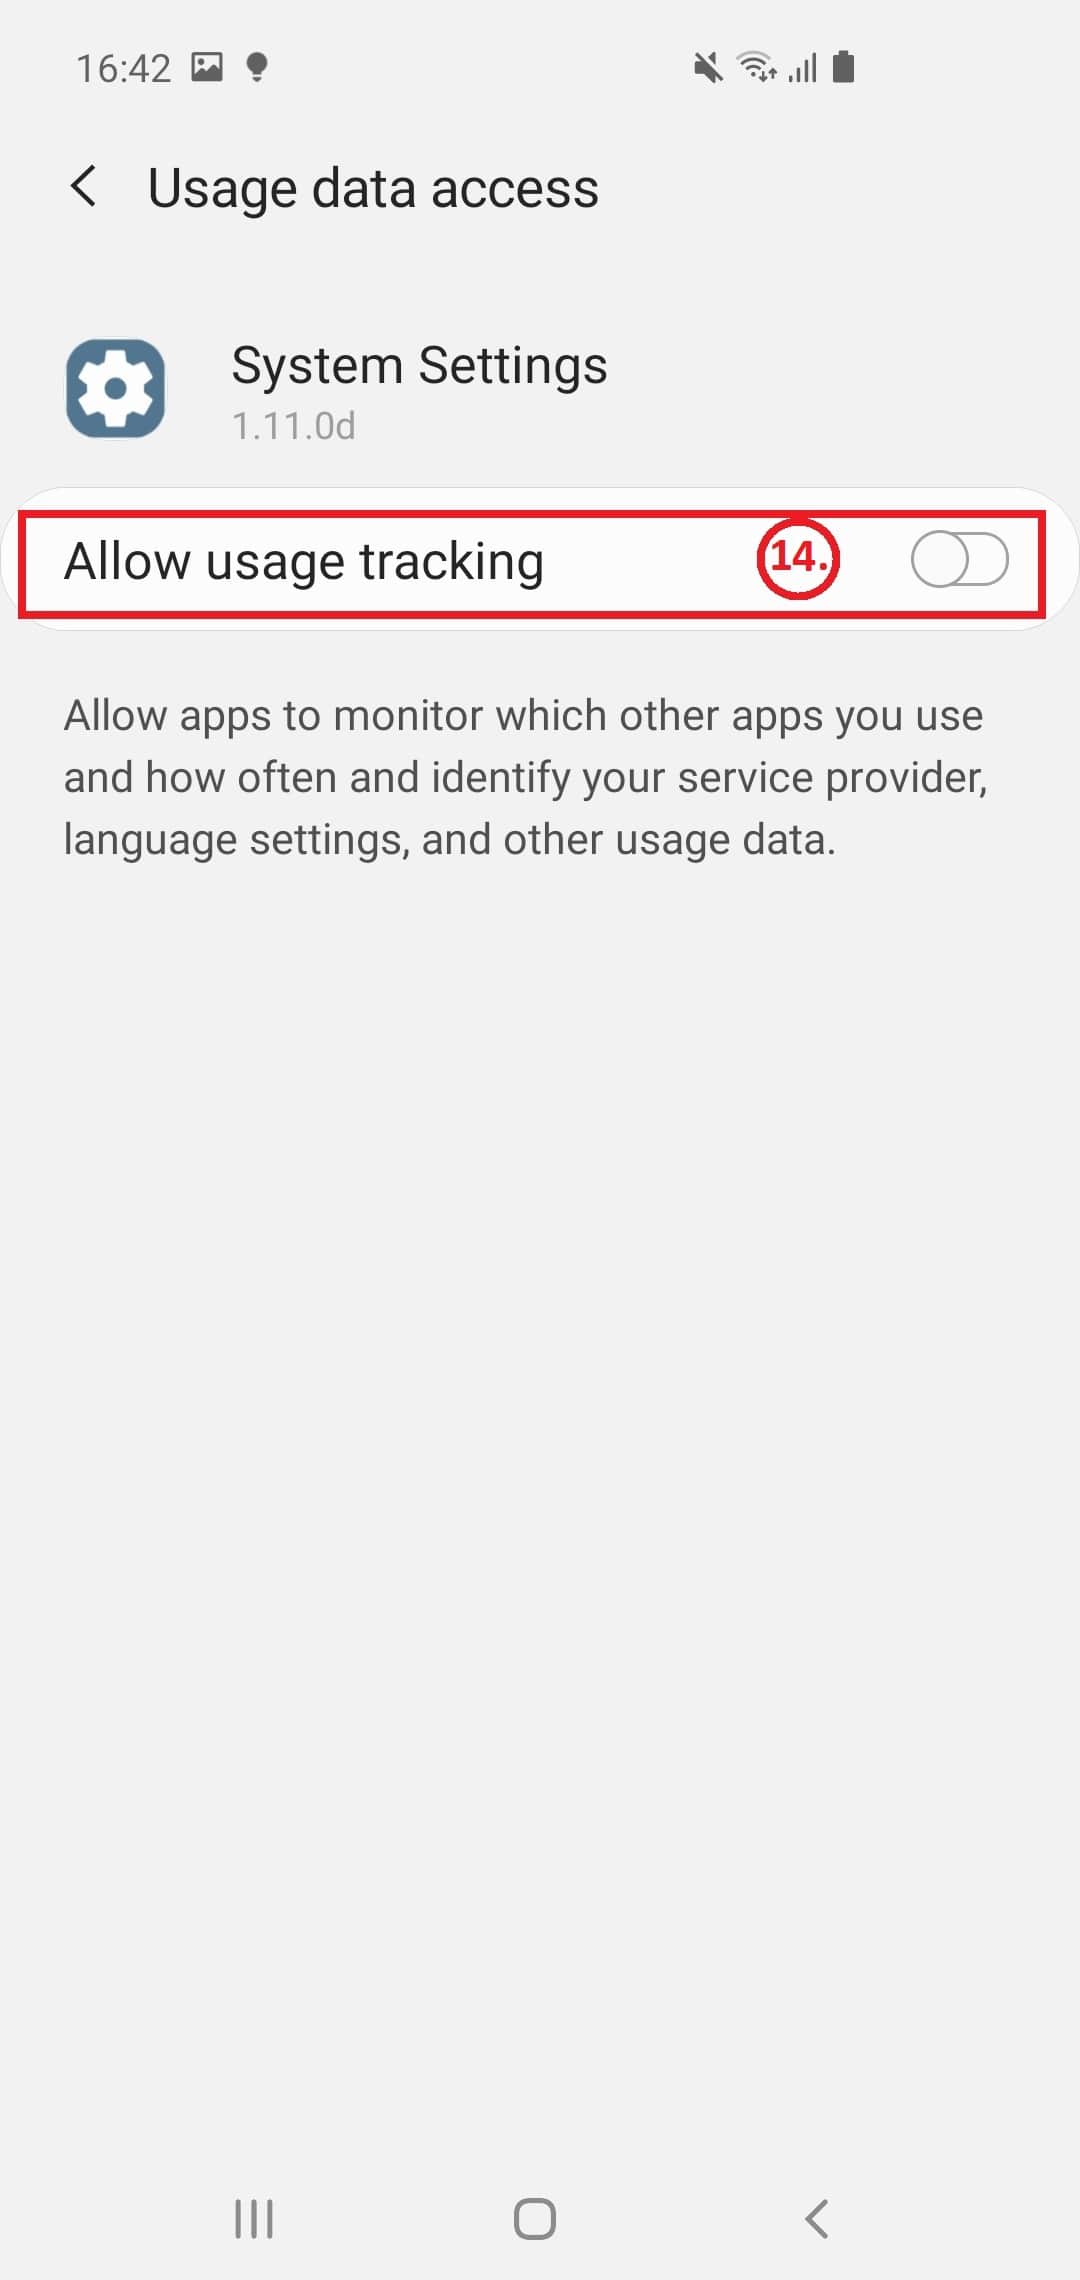 16:42
Usage data access
System Settings
1.11.0d
Allow usage tracking 14.
Allow apps to monitor which other apps you use
and how often and identify your service provider,
language settings, and other usage data.